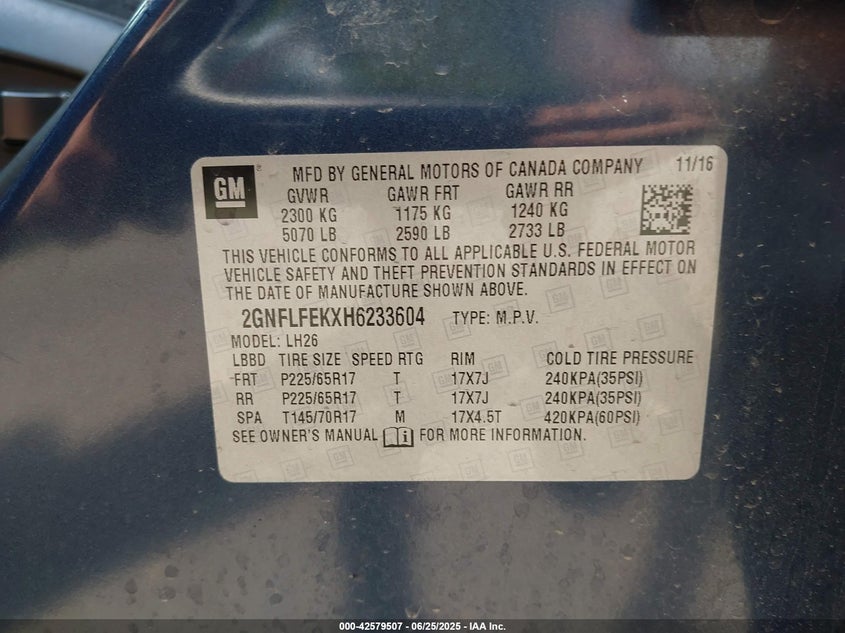 GM
MFD BY GENERAL MOTORS OF CANADA COMPANY 11/16
GVWR GAWR FRT GAWR RR
2300 KG 1175 KG 1240 KG
5070 LB 2590 LB 2733 LB
THIS VEHICLE CONFORMS TO ALL APPLICABLE U.S. FEDERAL MOTOR
VEHICLE SAFETY AND THEFT PREVENTION STANDARDS IN EFFECT ON
THE DATE OF MANUFACTURE SHOWN ABOVE.
2GNFLFEKXH6233604 TYPE: M.P.V.
MODEL: LH26
LBBD TIRE SIZE SPEED RTG RIM COLD TIRE PRESSURE
FRT P225/65R17 T 17X7J 240KPA(35PSI)
RR P225/65R17 T 17X7J 240KPA(35PSI)
SPA T145/70R17 M 17X4.5T 420KPA(60PSI)
SEE OWNER'S MANUAL FOR MORE INFORMATION.
000-42579507 - 06/25/2025 - IAA Inc.